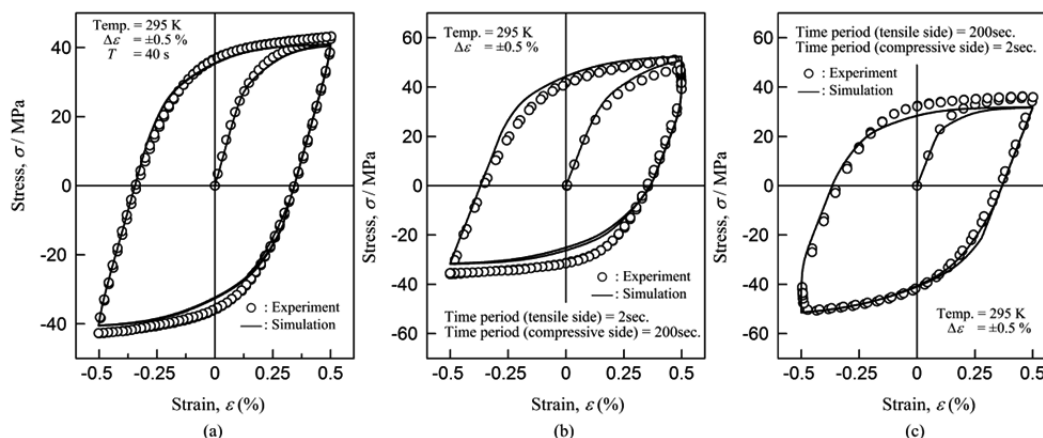 Temp. = 295 K
Δε = ±0.5 %
T = 40 s
: Experiment
: Simulation
Stress, σ / MPa
40
20
0
-20
-40
-0.5 -0.25 0 0.25 0.5
Strain, ε (%)
(a)
Temp. = 295 K
Δε = ±0.5 %
: Experiment
: Simulation
Time period (tensile side) = 2sec.
Time period (compressive side) = 200sec.
Stress, σ / MPa
60
40
20
0
-20
-40
-60
-0.5 -0.25 0 0.25 0.5
Strain, ε (%)
(b)
Time period (tensile side) = 200sec.
Time period (compressive side) = 2sec.
: Experiment
: Simulation
Temp. = 295 K
Δε = ±0.5 %
Stress, σ / MPa
60
40
20
0
-20
-40
-60
-0.5 -0.25 0 0.25 0.5
Strain, ε (%)
(c)